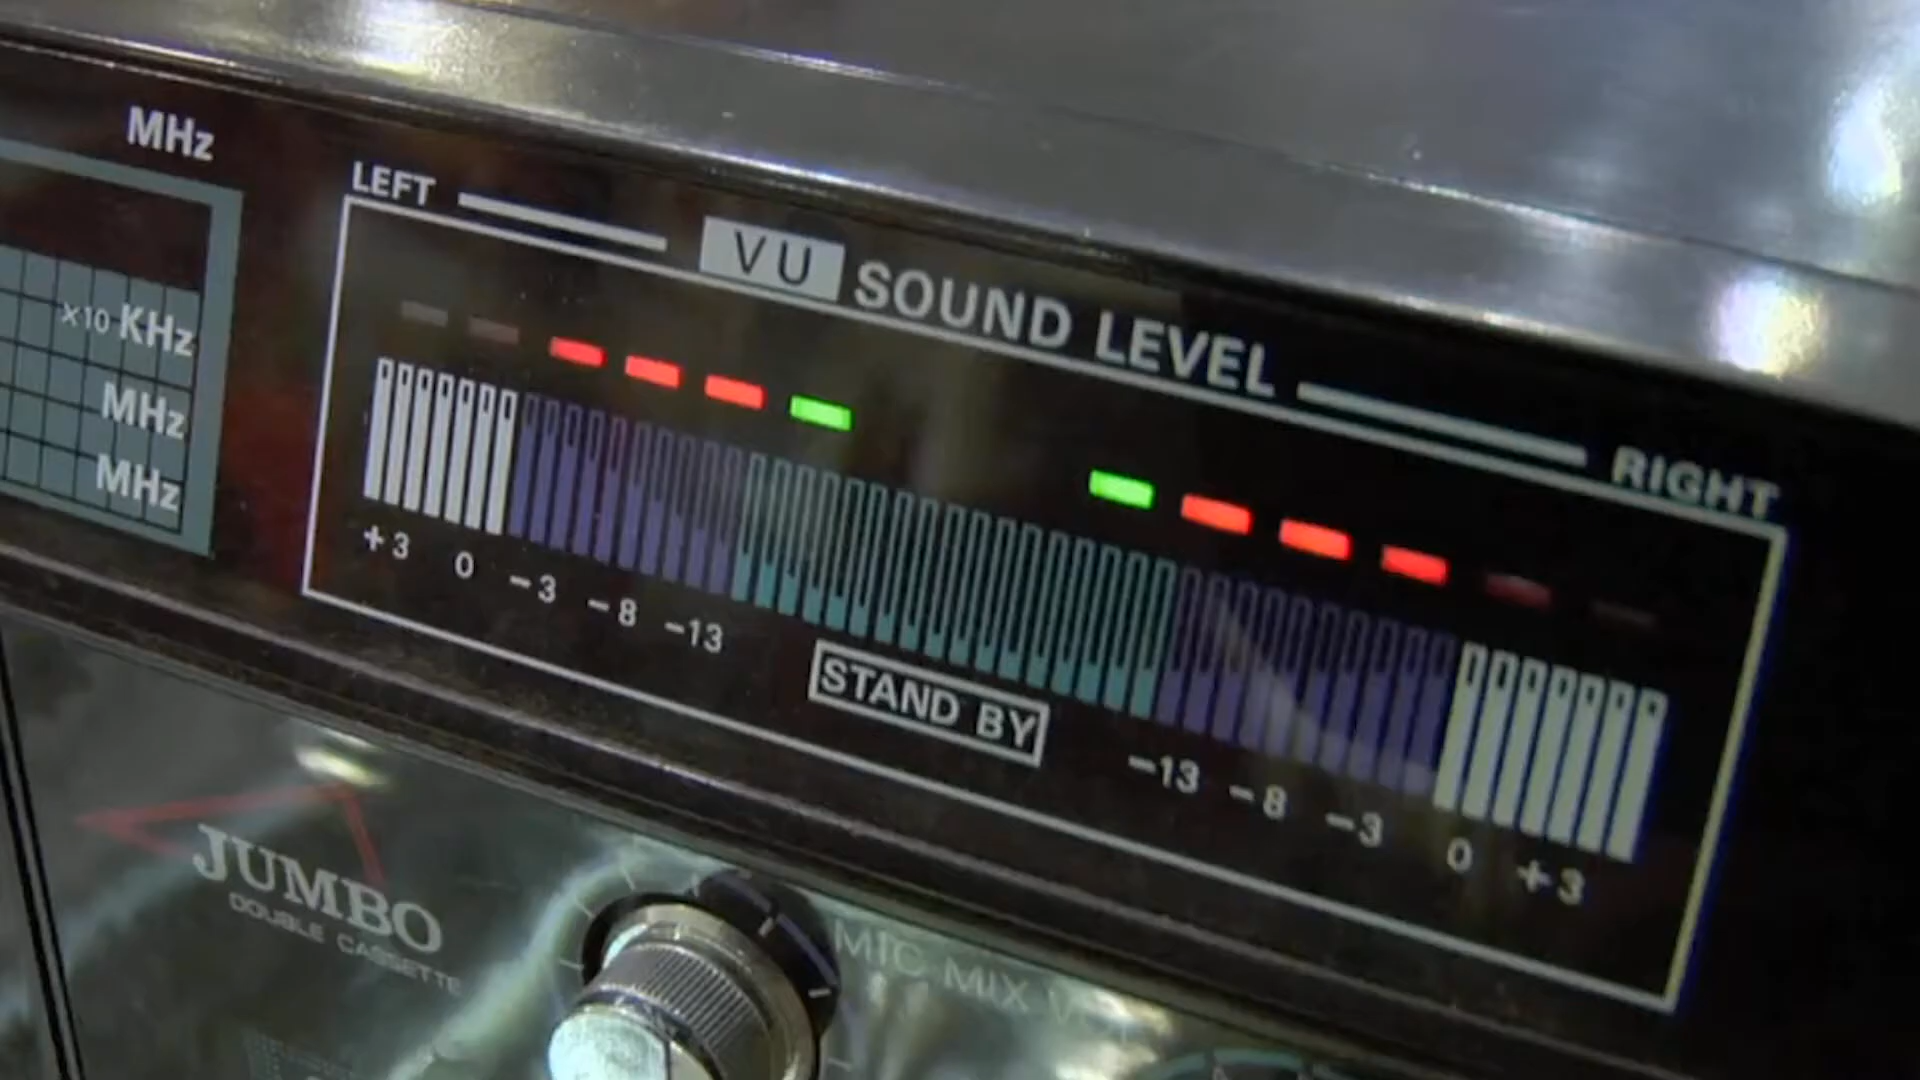 MHz
×10 KHz
MHz
MHz
LEFT
VU SOUND LEVEL
RIGHT
+3 0 -3 -8 -13
STAND BY
-13 -8 -3 0 +3
JUMBO
DOUBLE CASSETTE
MIC MIX